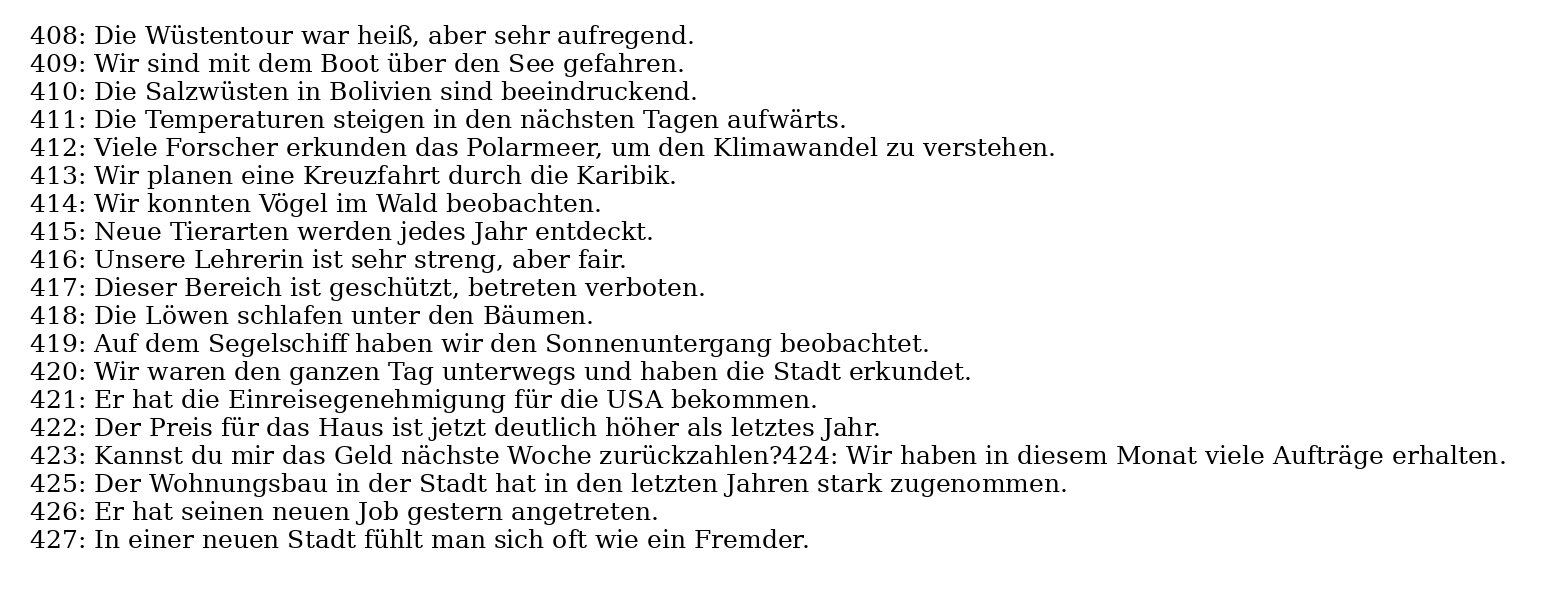 408: Die Wüstentour war heiß, aber sehr aufregend.
409: Wir sind mit dem Boot über den See gefahren.
410: Die Salzwüsten in Bolivien sind beeindruckend.
411: Die Temperaturen steigen in den nächsten Tagen aufwärts.
412: Viele Forscher erkunden das Polarmeer, um den Klimawandel zu verstehen.
413: Wir planen eine Kreuzfahrt durch die Karibik.
414: Wir konnten Vögel im Wald beobachten.
415: Neue Tierarten werden jedes Jahr entdeckt.
416: Unsere Lehrerin ist sehr streng, aber fair.
417: Dieser Bereich ist geschützt, betreten verboten.
418: Die Löwen schlafen unter den Bäumen.
419: Auf dem Segelschiff haben wir den Sonnenuntergang beobachtet.
420: Wir waren den ganzen Tag unterwegs und haben die Stadt erkundet.
421: Er hat die Einreisegenehmigung für die USA bekommen.
422: Der Preis für das Haus ist jetzt deutlich höher als letztes Jahr.
423: Kannst du mir das Geld nächste Woche zurückzahlen?424: Wir haben in diesem Monat viele Aufträge erhalten.
425: Der Wohnungsbau in der Stadt hat in den letzten Jahren stark zugenommen.
426: Er hat seinen neuen Job gestern angetreten.
427: In einer neuen Stadt fühlt man sich oft wie ein Fremder.